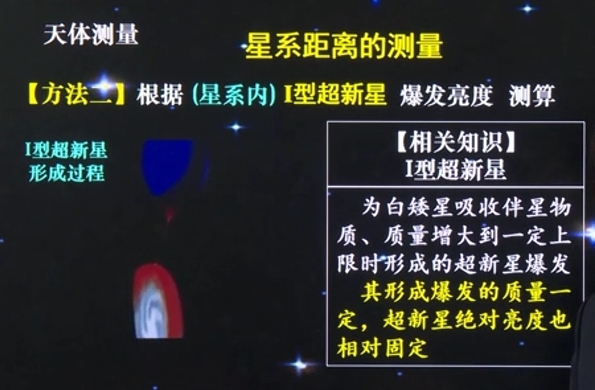 天体测量
星系距离的测量
【方法二】根据(星系内)I型超新星 爆发亮度 测算
I型超新星
形成过程
【相关知识】
I型超新星
为白矮星吸收伴星物
质、质量增大到一定上
限时形成的超新星爆发
其形成爆发的质量一
定，超新星绝对亮度也
相对固定